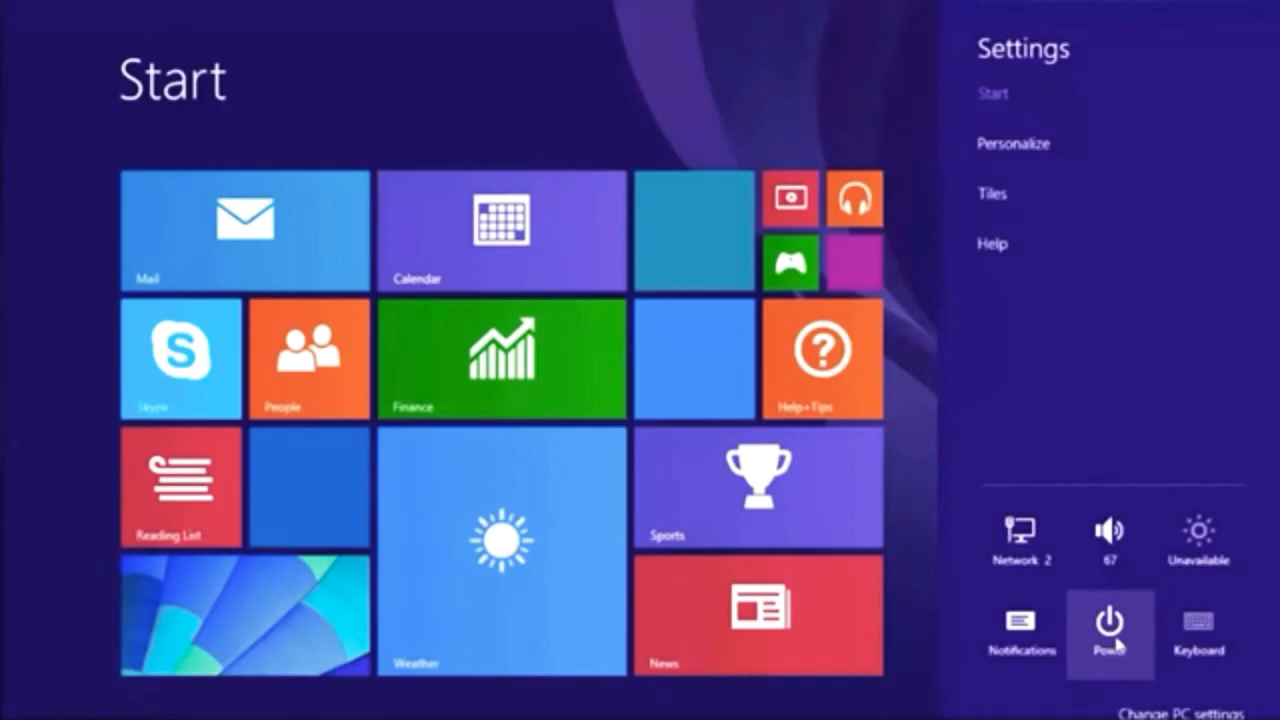 Start
Settings
Start
Personalize
Tiles
Help
Mail
Calendar
Skype
People
Finance
Help+Tips
Reading List
Sports
Weather
News
Network 2
67
Unavailable
Notifications
Power
Keyboard
Change PC settings